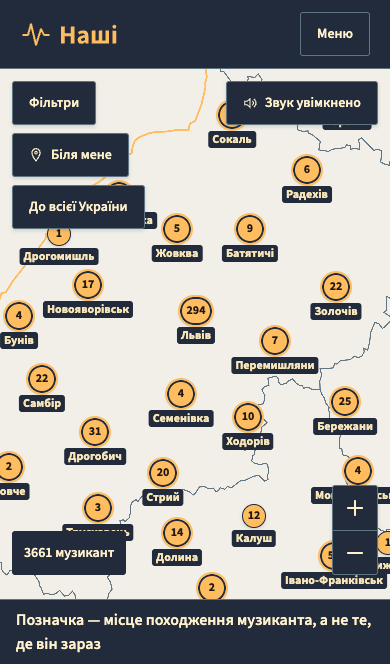 Наші
Меню
Фільтри
Звук увімкнено
Сокаль
Біля мене
6
Радехів
До всієї України
1
Дрогомишль
5
Жовква
9
Батятичі
17
Новояворівськ
22
Золочів
4
Бунів
294
Львів
7
Перемишляни
22
Самбір
4
Семенівка
25
Бережани
10
Ходорів
31
Дрогобич
2
20
Стрий
4
3
12
Калуш
14
Долина
3661 музикант
Івано-Франківськ
2
+
−
Позначка — місце походження музиканта, а не те,
де він зараз